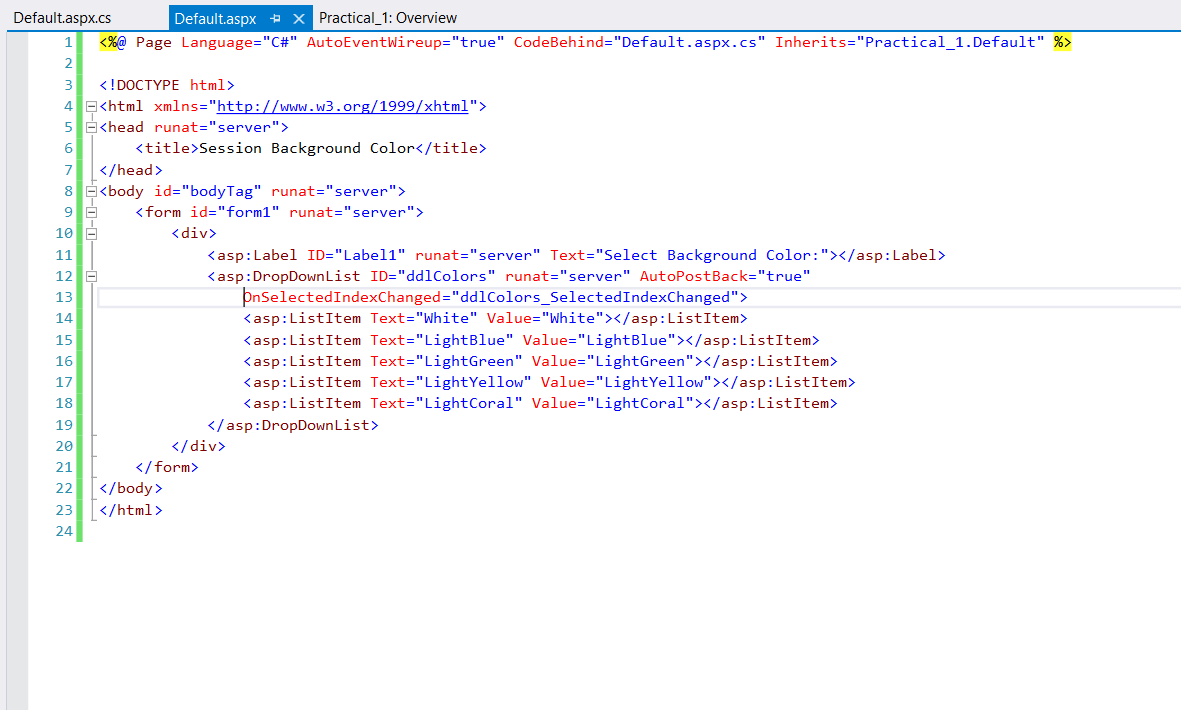 Default.aspx.cs Default.aspx Practical_1: Overview
1 <%@ Page Language="C#" AutoEventWireup="true" CodeBehind="Default.aspx.cs" Inherits="Practical_1.Default" %>
2
3 <!DOCTYPE html>
4 <html xmlns="http://www.w3.org/1999/xhtml">
5 <head runat="server">
6     <title>Session Background Color</title>
7 </head>
8 <body id="bodyTag" runat="server">
9     <form id="form1" runat="server">
10         <div>
11             <asp:Label ID="Label1" runat="server" Text="Select Background Color:"></asp:Label>
12             <asp:DropDownList ID="ddlColors" runat="server" AutoPostBack="true"
13                 OnSelectedIndexChanged="ddlColors_SelectedIndexChanged">
14                 <asp:ListItem Text="White" Value="White"></asp:ListItem>
15                 <asp:ListItem Text="LightBlue" Value="LightBlue"></asp:ListItem>
16                 <asp:ListItem Text="LightGreen" Value="LightGreen"></asp:ListItem>
17                 <asp:ListItem Text="LightYellow" Value="LightYellow"></asp:ListItem>
18                 <asp:ListItem Text="LightCoral" Value="LightCoral"></asp:ListItem>
19             </asp:DropDownList>
20         </div>
21     </form>
22 </body>
23 </html>
24